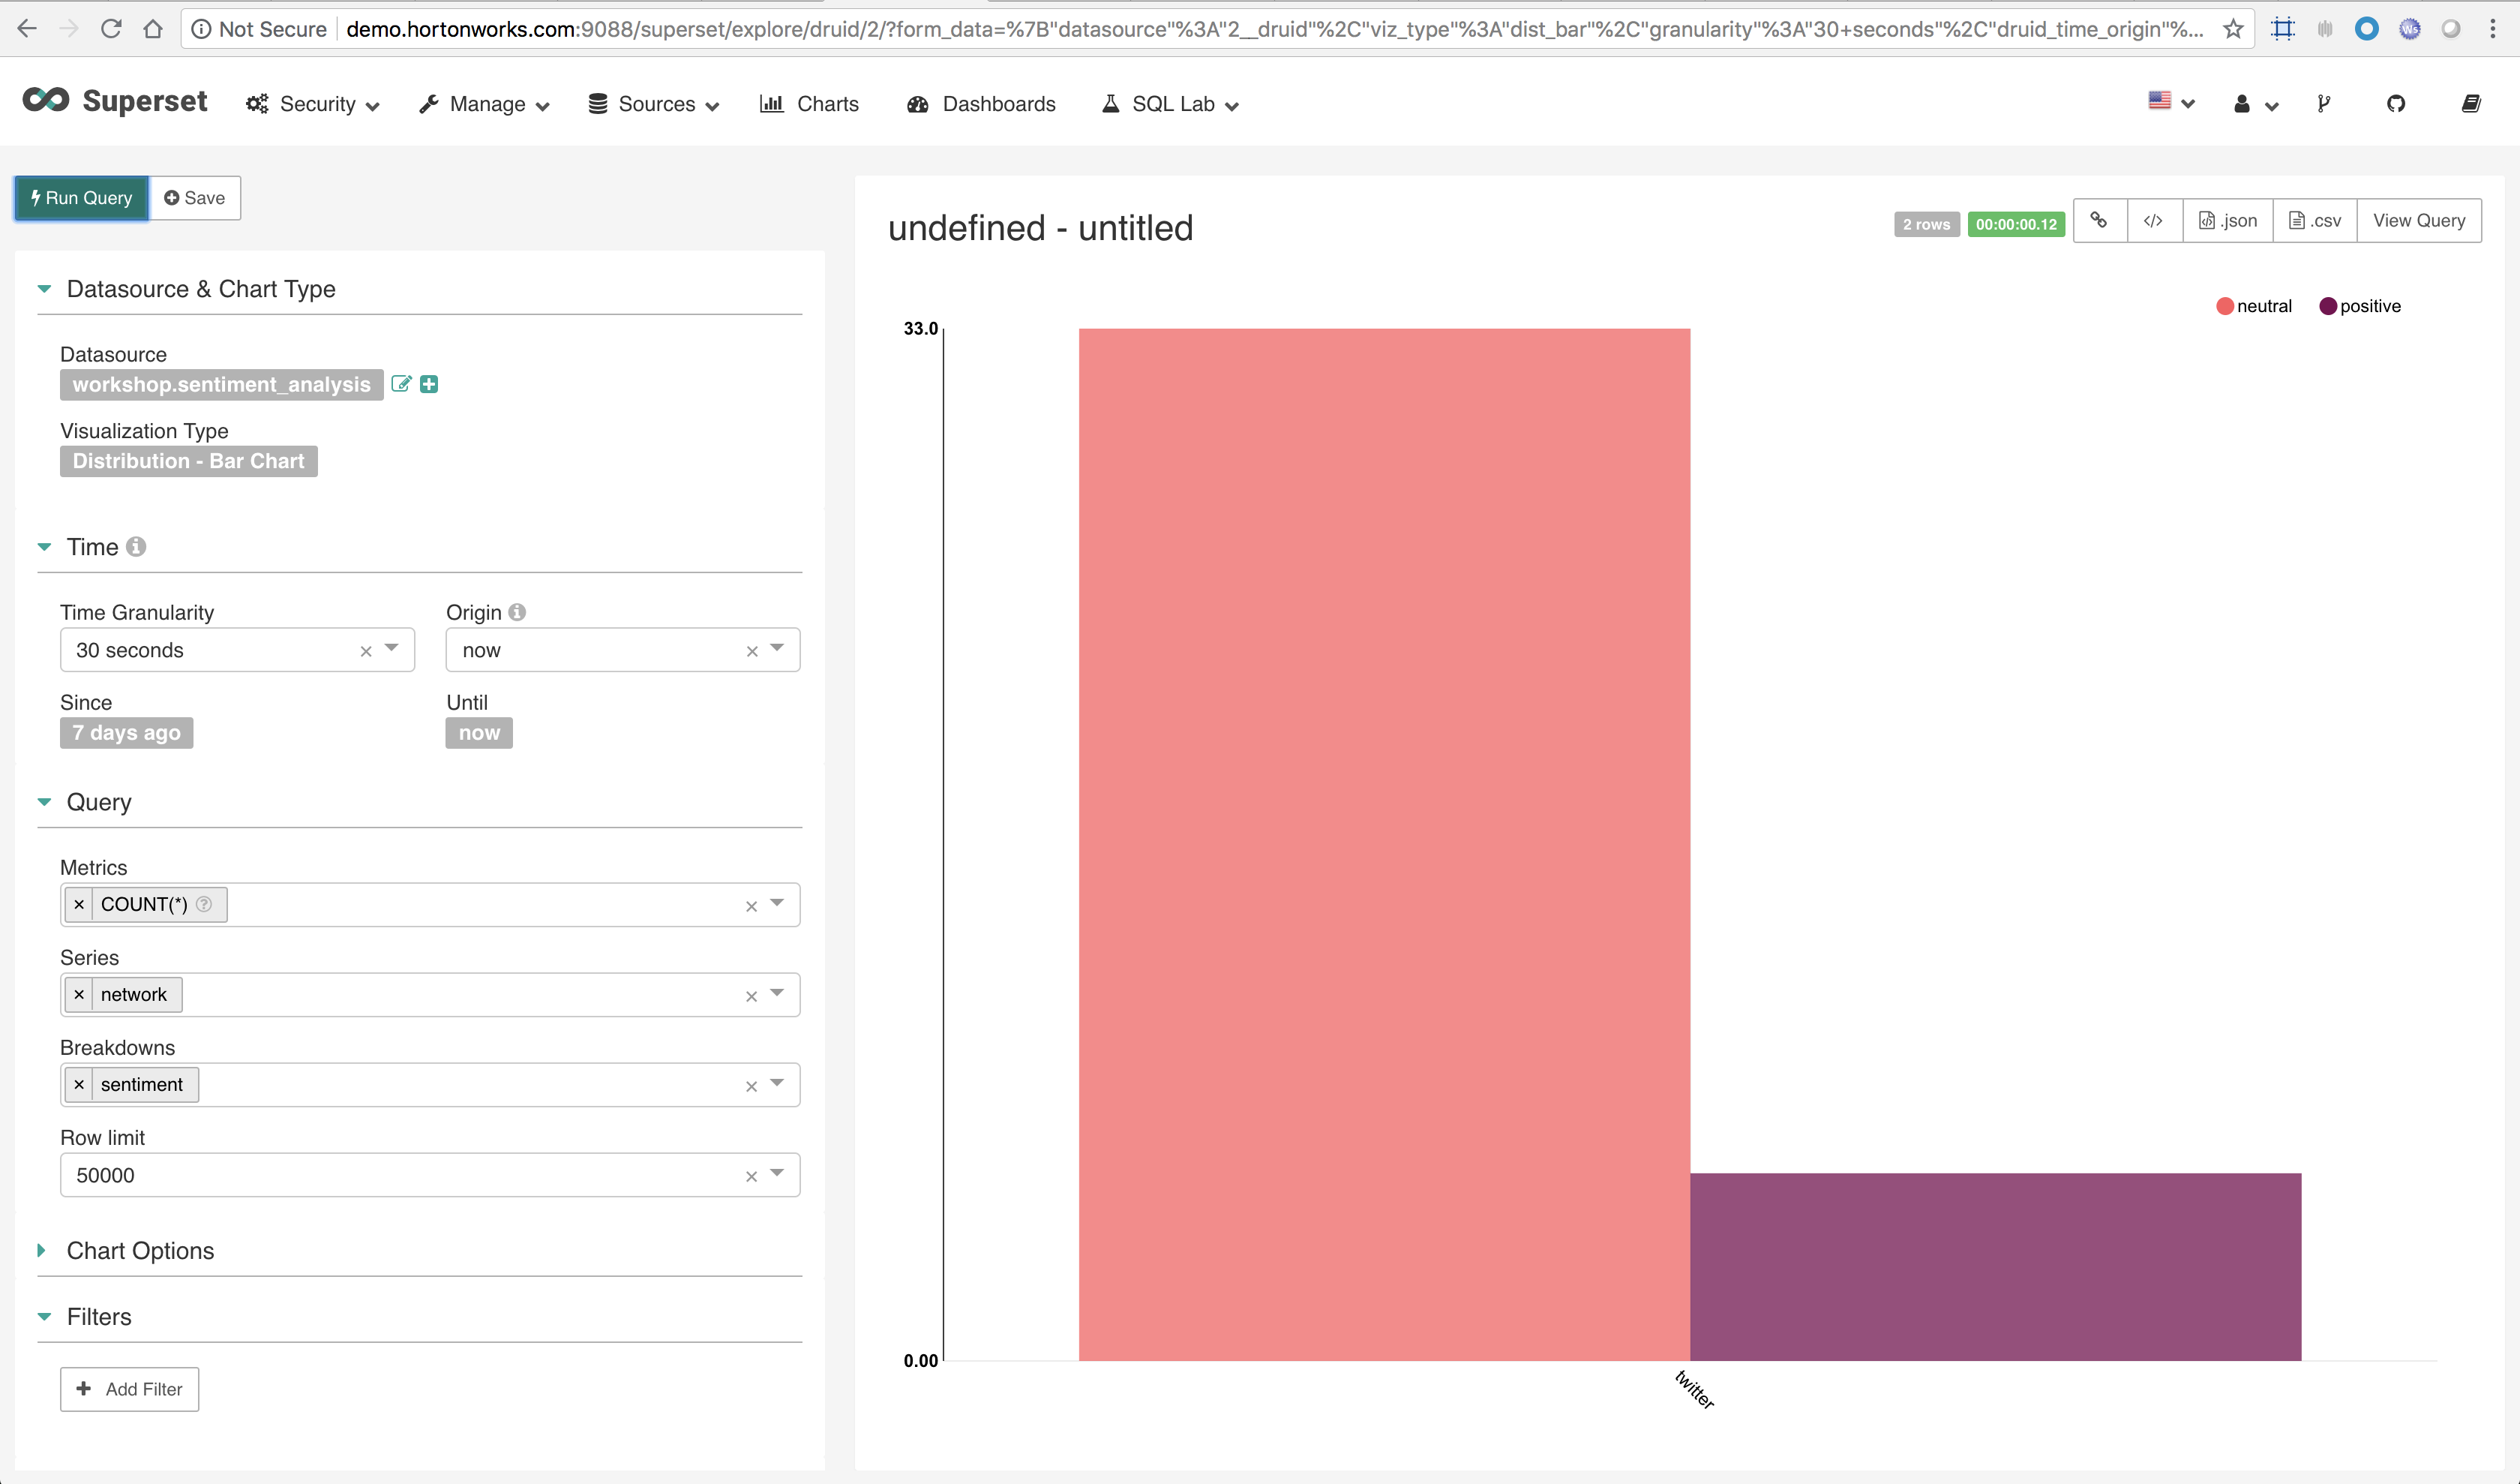 Not Secure demo.hortonworks.com:9088/superset/explore/druid/2/?form_data=%7B"datasource"%3A"2__druid"%2C"viz_type"%3A"dist_bar"%2C"granularity"%3A"30+seconds"%2C"druid_time_origin"%...
Superset Security Manage Sources Charts Dashboards SQL Lab
Run Query Save
Datasource & Chart Type
Datasource
workshop.sentiment_analysis
Visualization Type
Distribution - Bar Chart
Time
Time Granularity Origin
30 seconds now
Since Until
7 days ago now
Query
Metrics
COUNT(*)
Series
network
Breakdowns
sentiment
Row limit
50000
Chart Options
Filters
Add Filter
undefined - untitled
2 rows 00:00:00.12 .json .csv View Query
neutral positive
33.0
0.00
twitter